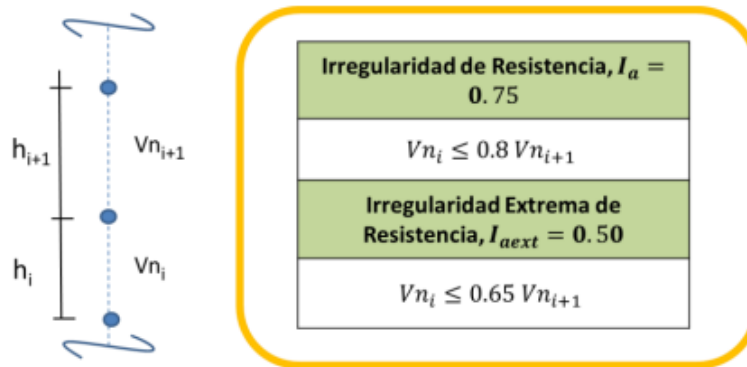 h_{i+1}
Vn_{i+1}
h_i
Vn_i
Irregularidad de Resistencia, I_a =
0.75
Vn_i ≤ 0.8 Vn_{i+1}
Irregularidad Extrema de
Resistencia, I_{aext} = 0.50
Vn_i ≤ 0.65 Vn_{i+1}